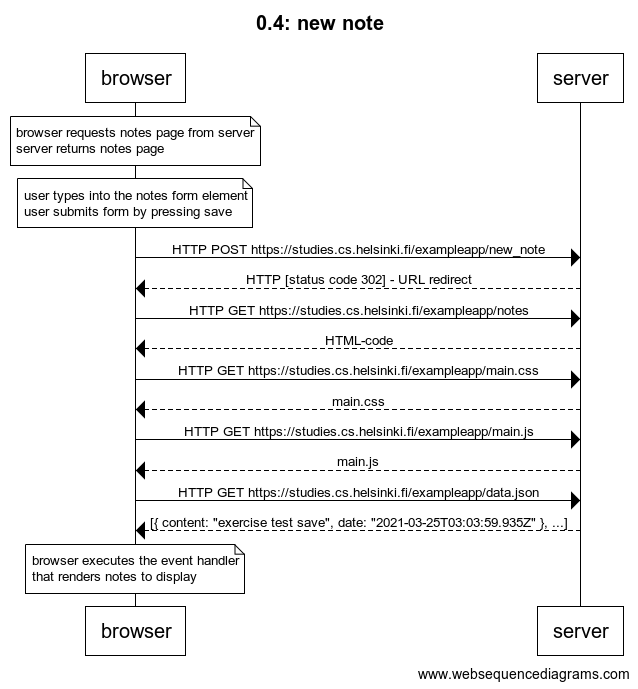 0.4: new note
browser
server
browser requests notes page from server
server returns notes page
user types into the notes form element
user submits form by pressing save
HTTP POST https://studies.cs.helsinki.fi/exampleapp/new_note
HTTP [status code 302] - URL redirect
HTTP GET https://studies.cs.helsinki.fi/exampleapp/notes
HTML-code
HTTP GET https://studies.cs.helsinki.fi/exampleapp/main.css
main.css
HTTP GET https://studies.cs.helsinki.fi/exampleapp/main.js
main.js
HTTP GET https://studies.cs.helsinki.fi/exampleapp/data.json
[{ content: "exercise test save", date: "2021-03-25T03:03:59.935Z" }, ...]
browser executes the event handler
that renders notes to display
browser
server
www.websequencediagrams.com